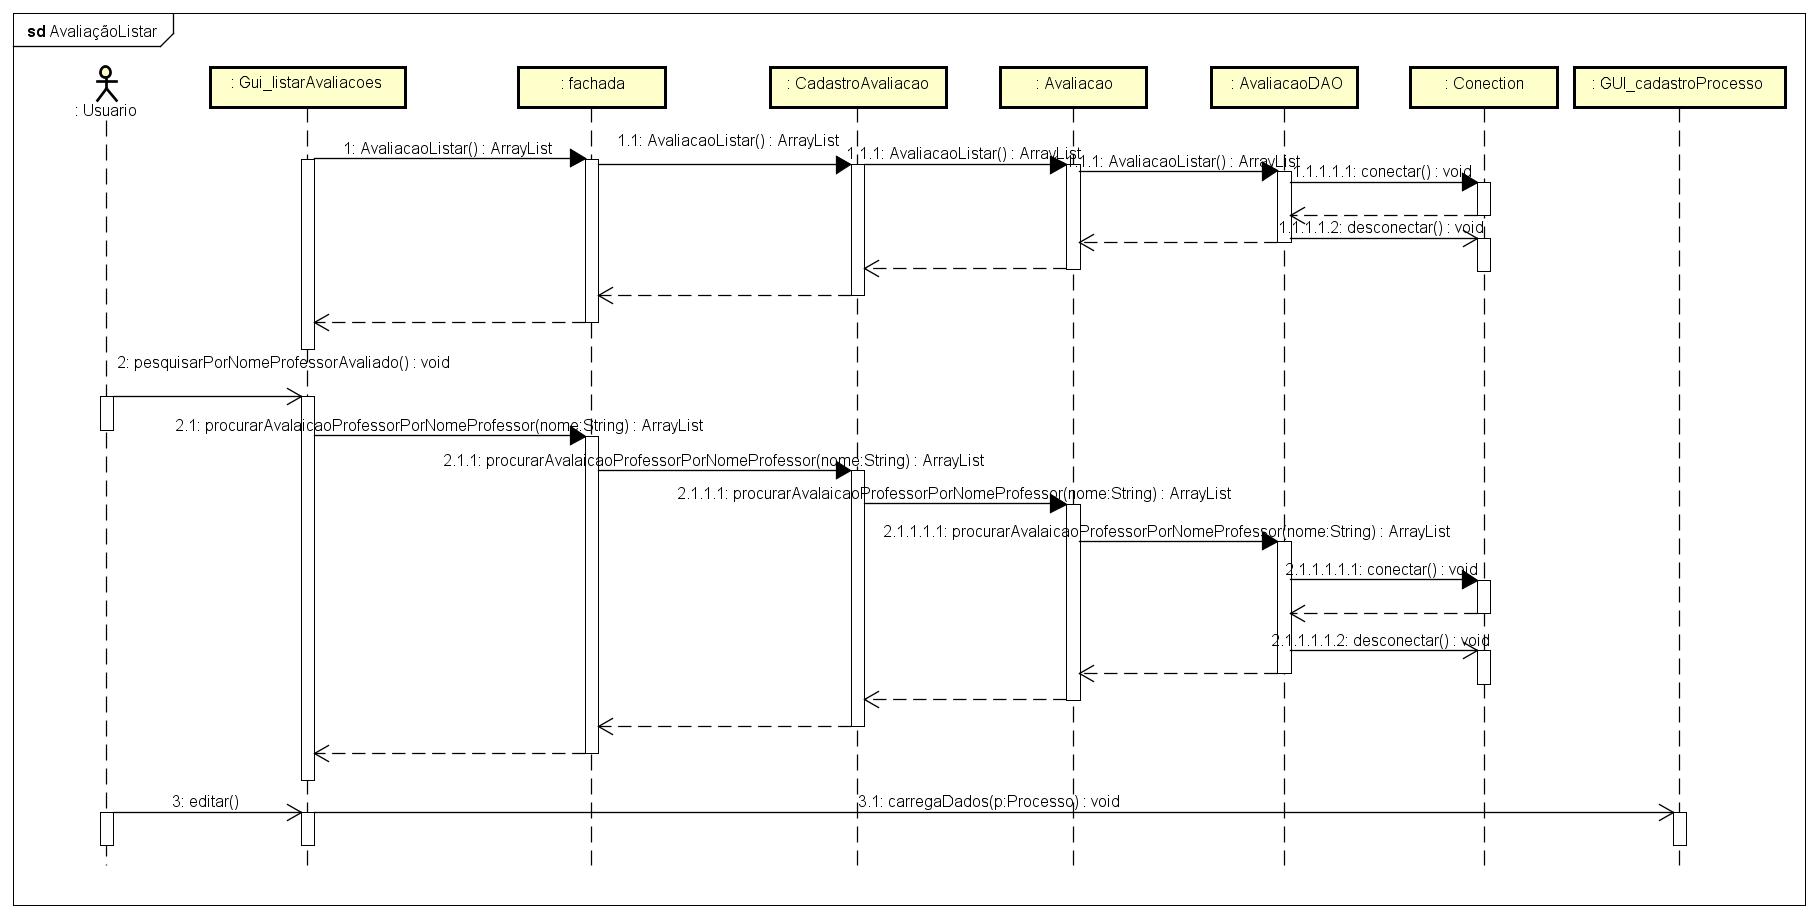 sd AvaliaçãoListar
: Usuario
: Gui_listarAvaliacoes
: fachada
: CadastroAvaliacao
: Avaliacao
: AvaliacaoDAO
: Conection
: GUI_cadastroProcesso
1: AvaliacaoListar() : ArrayList
1.1: AvaliacaoListar() : ArrayList
1.1.1: AvaliacaoListar() : ArrayList
1.1.1: AvaliacaoListar() : ArrayList
1.1.1.1.1: conectar() : void
1.1.1.1.2: desconectar() : void
2: pesquisarPorNomeProfessorAvaliado() : void
2.1: procurarAvalaicaoProfessorPorNomeProfessor(nome:String) : ArrayList
2.1.1: procurarAvalaicaoProfessorPorNomeProfessor(nome:String) : ArrayList
2.1.1.1: procurarAvalaicaoProfessorPorNomeProfessor(nome:String) : ArrayList
2.1.1.1.1: procurarAvalaicaoProfessorPorNomeProfessor(nome:String) : ArrayList
2.1.1.1.1.1: conectar() : void
2.1.1.1.1.2: desconectar() : void
3: editar()
3.1: carregaDados(p:Processo) : void